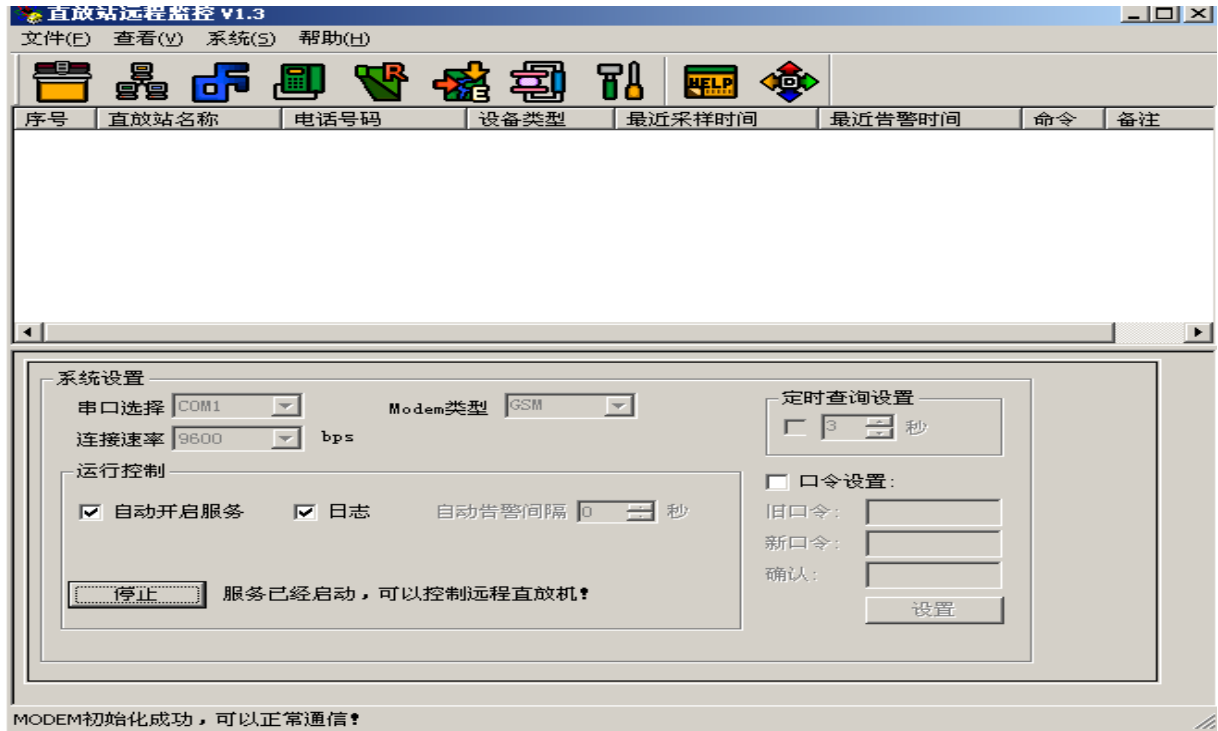 直放站远程监控 V1.3
文件(F) 查看(V) 系统(S) 帮助(H)
R E HELP
序号 直放站名称 电话号码 设备类型 最近采样时间 最近告警时间 命令 备注
系统设置
串口选择 COM1 Modem类型 GSM 定时查询设置
连接速率 9600 bps 3 秒
运行控制 口令设置:
自动开启服务 日志 自动告警间隔 0 秒 旧口令:
新口令:
确认:
停止 服务已经启动，可以控制远程直放机! 设置
MODEM初始化成功，可以正常通信!